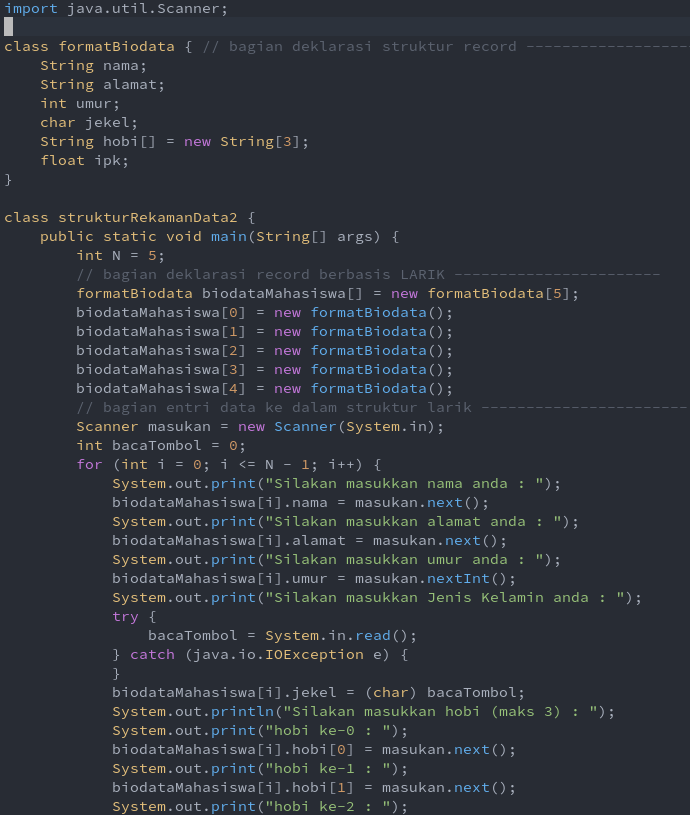 import java.util.Scanner;
class formatBiodata { // bagian deklarasi struktur record ------------------
    String nama;
    String alamat;
    int umur;
    char jekel;
    String hobi[] = new String[3];
    float ipk;
}
class strukturRekamanData2 {
    public static void main(String[] args) {
        int N = 5;
        // bagian deklarasi record berbasis LARIK -----------------------
        formatBiodata biodataMahasiswa[] = new formatBiodata[5];
        biodataMahasiswa[0] = new formatBiodata();
        biodataMahasiswa[1] = new formatBiodata();
        biodataMahasiswa[2] = new formatBiodata();
        biodataMahasiswa[3] = new formatBiodata();
        biodataMahasiswa[4] = new formatBiodata();
        // bagian entri data ke dalam struktur larik -----------------------
        Scanner masukan = new Scanner(System.in);
        int bacaTombol = 0;
        for (int i = 0; i <= N - 1; i++) {
            System.out.print("Silakan masukkan nama anda : ");
            biodataMahasiswa[i].nama = masukan.next();
            System.out.print("Silakan masukkan alamat anda : ");
            biodataMahasiswa[i].alamat = masukan.next();
            System.out.print("Silakan masukkan umur anda : ");
            biodataMahasiswa[i].umur = masukan.nextInt();
            System.out.print("Silakan masukkan Jenis Kelamin anda : ");
            try {
                bacaTombol = System.in.read();
            } catch (java.io.IOException e) {
            }
            biodataMahasiswa[i].jekel = (char) bacaTombol;
            System.out.println("Silakan masukkan hobi (maks 3) : ");
            System.out.print("hobi ke-0 : ");
            biodataMahasiswa[i].hobi[0] = masukan.next();
            System.out.print("hobi ke-1 : ");
            biodataMahasiswa[i].hobi[1] = masukan.next();
            System.out.print("hobi ke-2 : ");